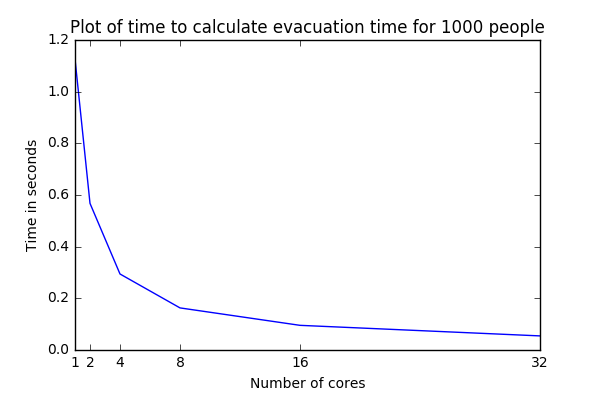 Plot of time to calculate evacuation time for 1000 people
1.2
1.0
0.8
0.6
0.4
0.2
0.0
Time in seconds
1 2 4 8 16 32
Number of cores